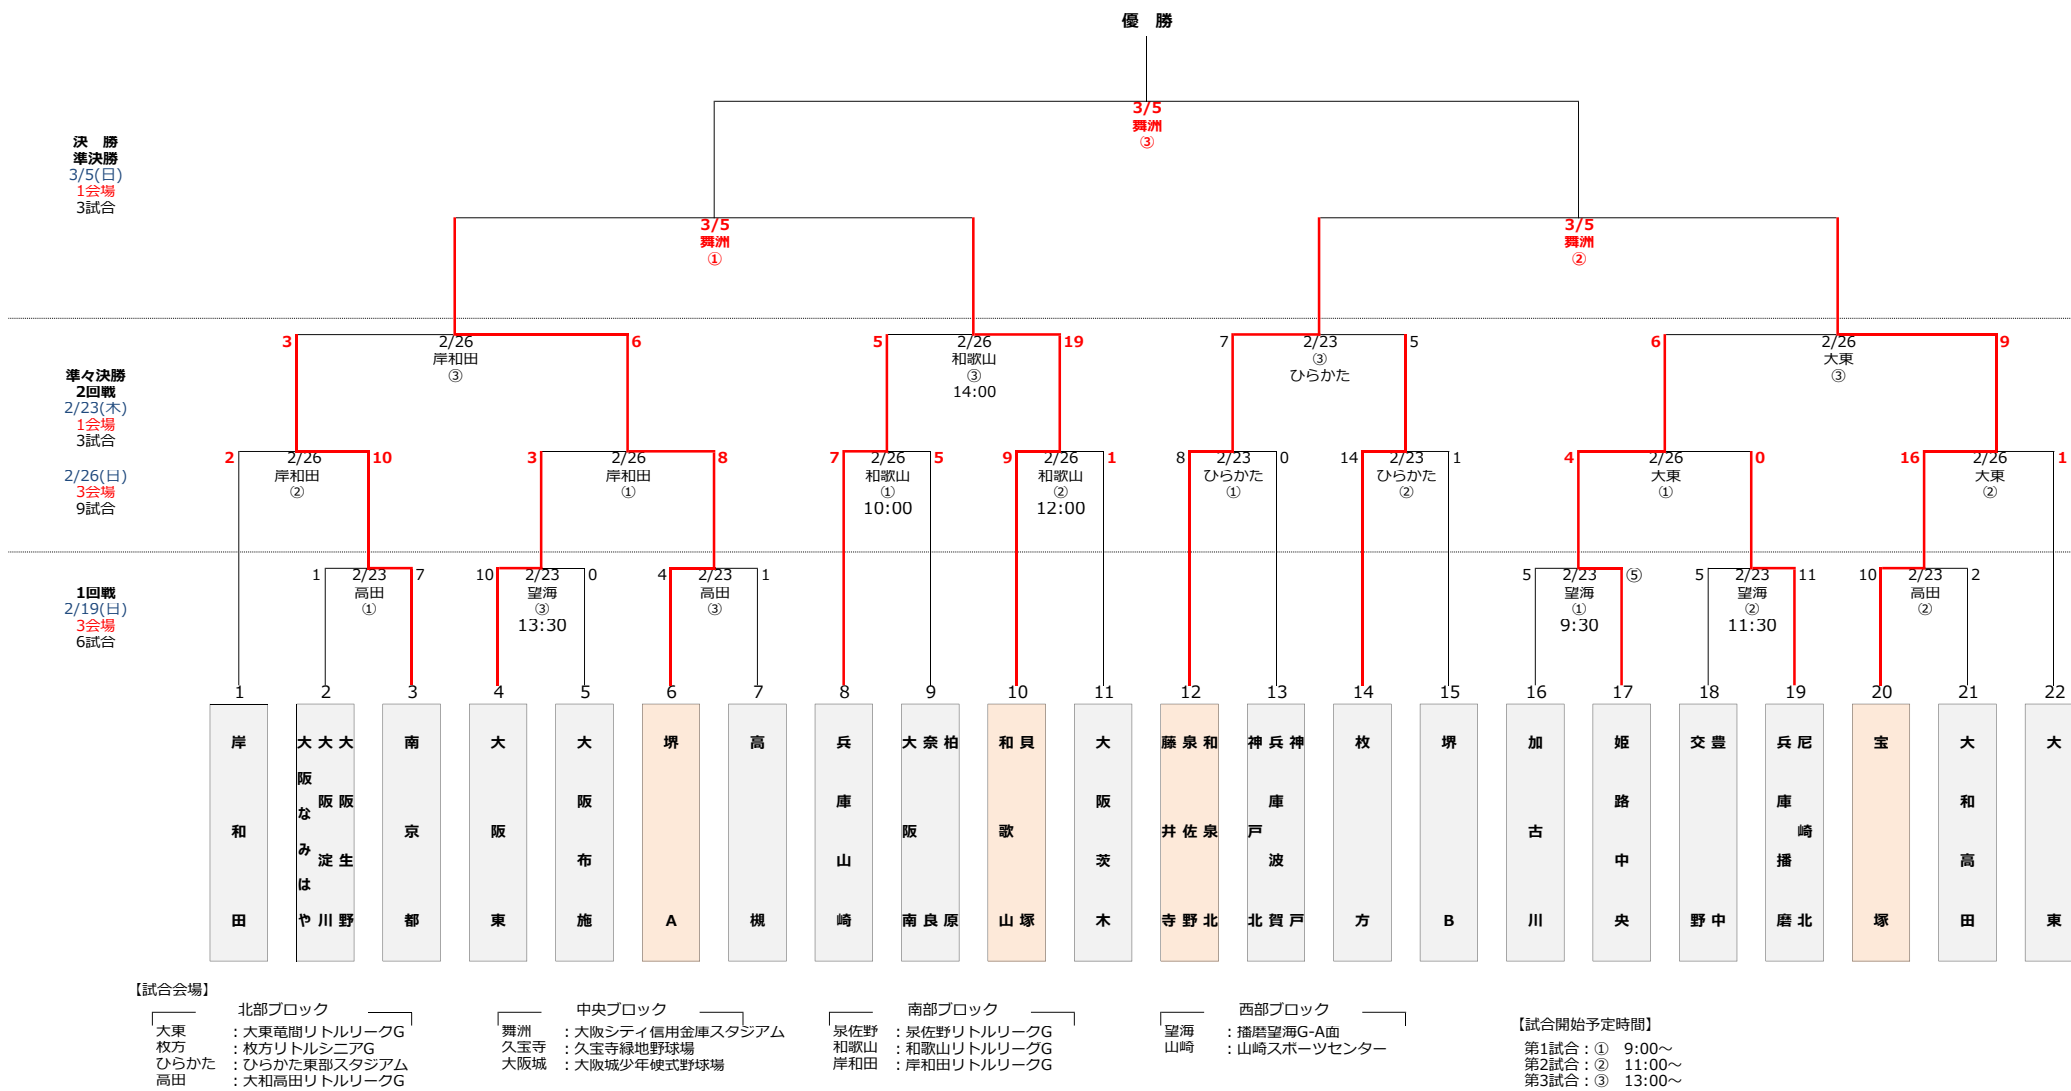 優　勝
3/5
舞洲
③
決　勝
準決勝
3/5(日)
1会場
3試合
3/5
舞洲
①
3/5
舞洲
②
3 2/26 6
岸和田
③
5 2/26 19
和歌山
③
14:00
7 2/23 5
③
ひらかた
6 2/26 9
大東
③
準々決勝
2回戦
2/23(木)
1会場
3試合
2/26(日)
3会場
9試合
2 2/26 10
岸和田
②
3 2/26 8
岸和田
①
7 2/26 5
和歌山
①
10:00
9 2/26 1
和歌山
②
12:00
8 2/23 0
ひらかた
①
14 2/23 1
ひらかた
②
4 2/26 0
大東
①
16 2/26 1
大東
②
1回戦
2/19(日)
3会場
6試合
1 2/23 7
高田
①
10 2/23 0
望海
③
13:30
4 2/23 1
高田
③
5 2/23 ⑤
望海
①
9:30
5 2/23 11
望海
②
11:30
10 2/23 2
高田
②
1 2 3 4 5 6 7 8 9 10 11 12 13 14 15 16 17 18 19 20 21 22
岸和田
大阪なみはや
大阪淀川
大阪生野
南京都
大阪東
大阪布施
堺A
高槻
兵庫山崎
大阪南
奈良
柏原
和歌山
貝塚
大阪茨木
藤井寺
泉佐野
和泉北
神戸北
兵庫波賀
神戸
枚方
堺B
加古川
姫路中央
交野
豊中
兵庫播磨
尼崎北
宝塚
大和高田
大東
【試合会場】
北部ブロック
大東 ：大東竜間リトルリークG
枚方 ：枚方リトルシニアG
ひらかた ：ひらかた東部スタジアム
高田 ：大和高田リトルリークG
中央ブロック
舞洲 ：大阪シティ信用金庫スタジアム
久宝寺 ：久宝寺緑地野球場
大阪城 ：大阪城少年硬式野球場
南部ブロック
泉佐野 ：泉佐野リトルリークG
和歌山 ：和歌山リトルリークG
岸和田 ：岸和田リトルリークG
西部ブロック
望海 ：播磨望海G-A面
山崎 ：山崎スポーツセンター
【試合開始予定時間】
第1試合：①　9:00～
第2試合：②　11:00～
第3試合：③　13:00～